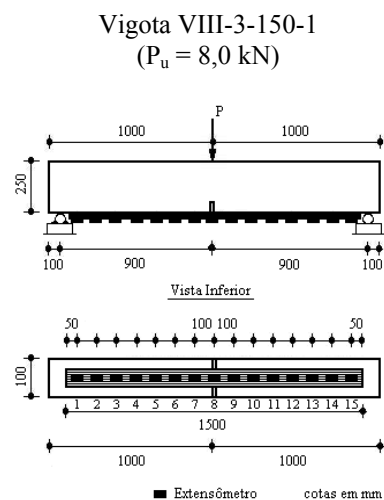 Vigota VIII-3-150-1
(Pu = 8,0 kN)
P
1000 1000
250
100 900 900 100
Vista Inferior
50 100 100 50
100
1 2 3 4 5 6 7 8 9 10 11 12 13 14 15
1500
1000 1000
Extensômetro cotas em mm